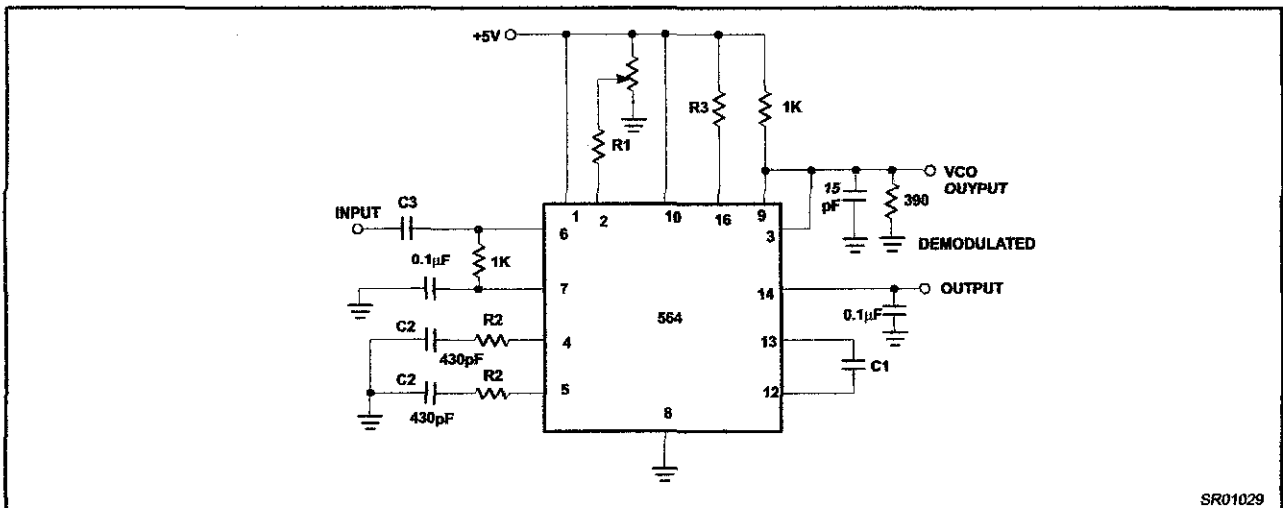 +5V
R3
1K
R1
VCO
OUYPUT
15
pF
390
INPUT
C3
1
2
10
16
9
6
3
DEMODULATED
1K
0.1μF
7
14
OUTPUT
564
0.1μF
C2
R2
4
13
430pF
C1
C2
R2
5
12
430pF
8
SR01029